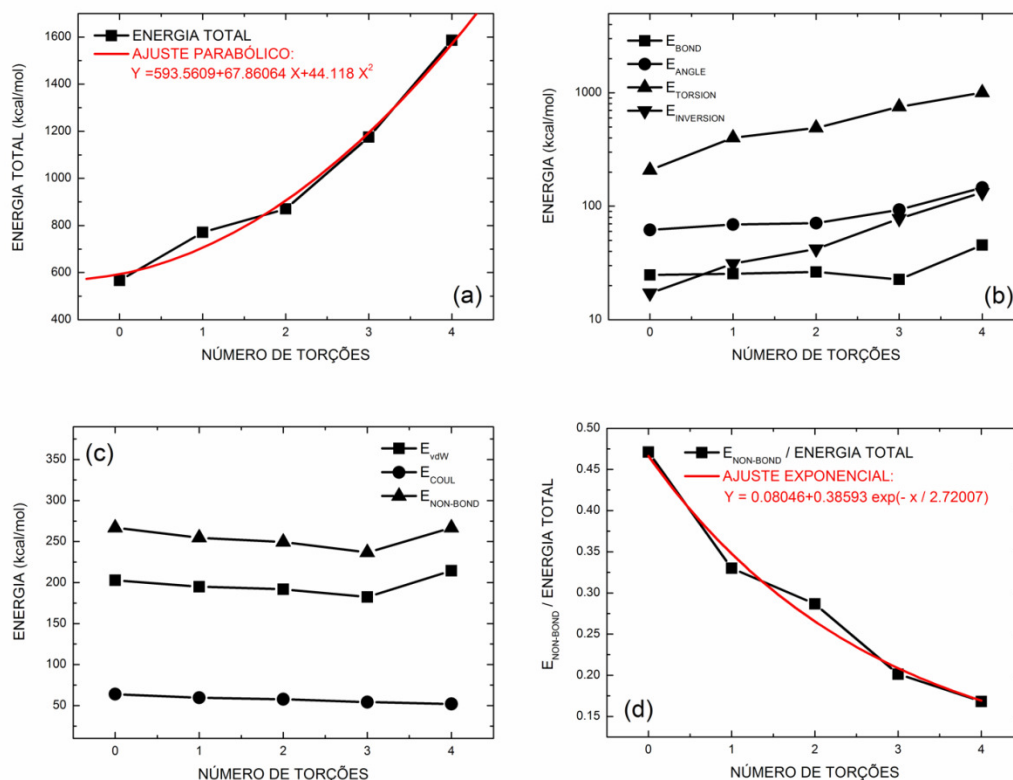 ENERGIA TOTAL (kcal/mol)
1600
1400
1200
1000
800
600
400
ENERGIA TOTAL
AJUSTE PARABÓLICO:
Y =593.5609+67.86064 X+44.118 X²
(a)
0 1 2 3 4
NÚMERO DE TORÇÕES
ENERGIA (kcal/mol)
1000
100
10
E_BOND
E_ANGLE
E_TORSION
E_INVERSION
(b)
0 1 2 3 4
NÚMERO DE TORÇÕES
ENERGIA (kcal/mol)
350
300
250
200
150
100
50
(c)
E_vdW
E_COUL
E_NON-BOND
0 1 2 3 4
NÚMERO DE TORÇÕES
E_NON-BOND / ENERGIA TOTAL
0.50
0.45
0.40
0.35
0.30
0.25
0.20
0.15
E_NON-BOND / ENERGIA TOTAL
AJUSTE EXPONENCIAL:
Y = 0.08046+0.38593 exp(- x / 2.72007)
(d)
0 1 2 3 4
NÚMERO DE TORÇÕES